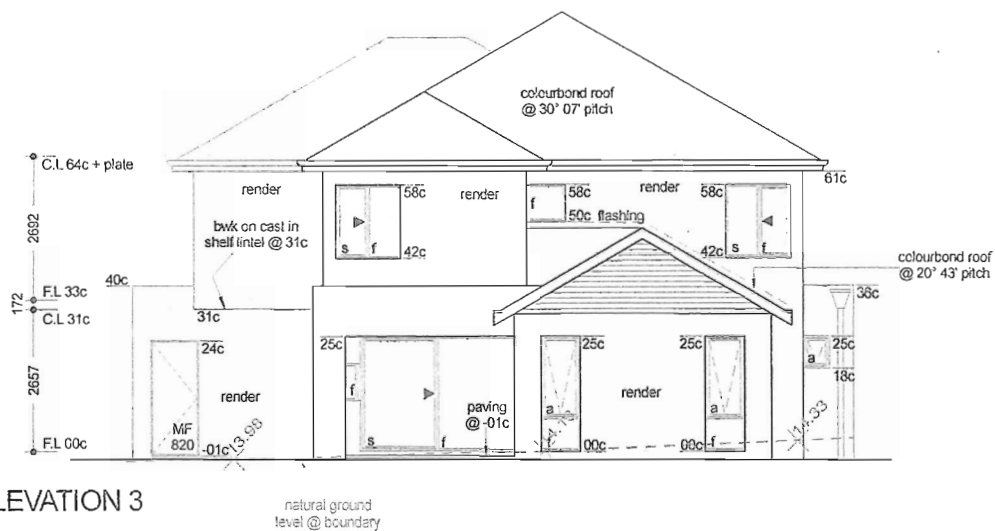 colourbond roof
@ 30° 07' pitch
C.L 64c + plate
61c
render
58c
render
58c
render
58c
f
50c flashing
2692
bwk on cast in
shelf lintel @ 31c
s f
42c
42c
s f
colourbond roof
@ 20° 43' pitch
40c
F.L 33c
36c
172
C.L 31c
31c
25c
25c
25c
25c
24c
a
18c
f
2657
render
render
paving
@ -01c
a
a
MF
820
-01c
13.98
s f
f
00c
00c
f
14.33
F.L 00c
LEVATION 3
natural ground
level @ boundary